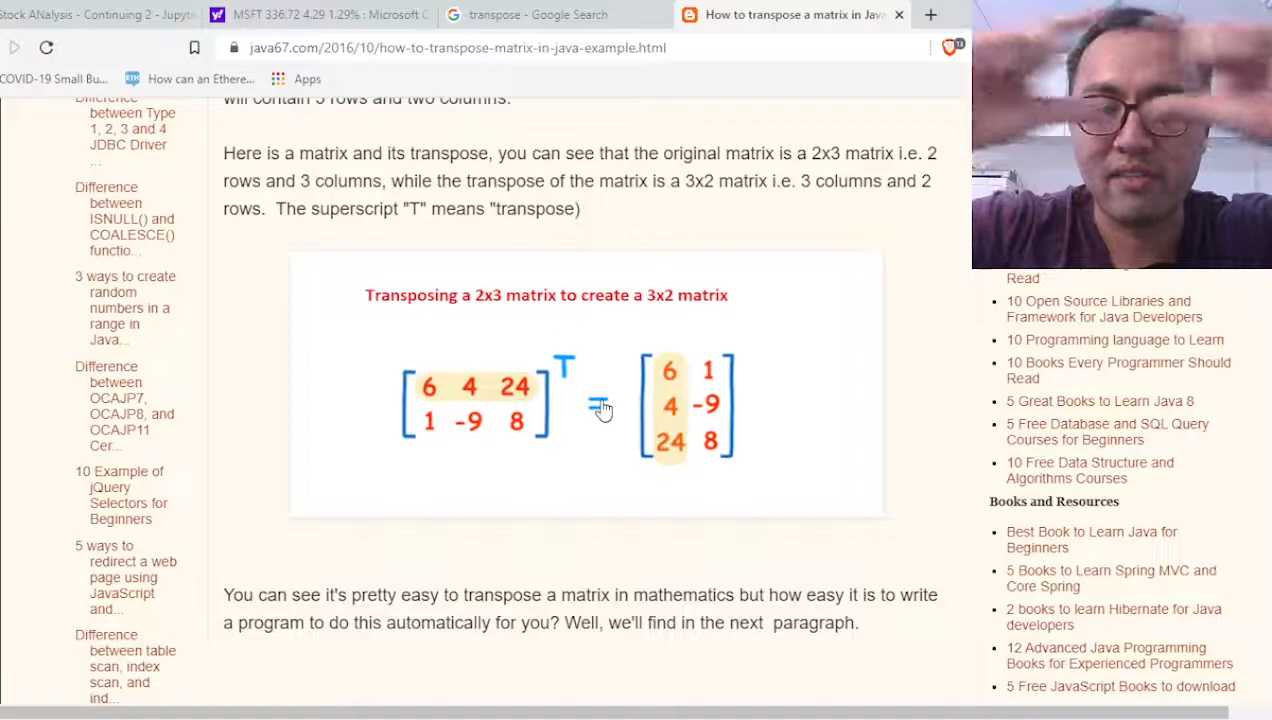 Stock ANalysis - Continuing 2 - Jupyte
MSFT 336.72 4.29 1.29% : Microsoft C
transpose - Google Search
How to transpose a matrix in Java
java67.com/2016/10/how-to-transpose-matrix-in-java-example.html
COVID-19 Small Bu...
How can an Ethere...
Apps
Difference
between Type
1, 2, 3 and 4
JDBC Driver
...
Difference
between
ISNULL() and
COALESCE()
functio...
3 ways to create
random
numbers in a
range in
Java...
Difference
between
OCAJP7,
OCAJP8, and
OCAJP11
Cer...
10 Example of
jQuery
Selectors for
Beginners
5 ways to
redirect a web
page using
JavaScript
and...
Difference
between table
scan, index
scan, and
ind...
will contain 3 rows and two columns.
Here is a matrix and its transpose, you can see that the original matrix is a 2x3 matrix i.e. 2
rows and 3 columns, while the transpose of the matrix is a 3x2 matrix i.e. 3 columns and 2
rows. The superscript "T" means "transpose)
Transposing a 2x3 matrix to create a 3x2 matrix
T
6 4 24
1 -9 8
=
6 1
4 -9
24 8
You can see it's pretty easy to transpose a matrix in mathematics but how easy it is to write
a program to do this automatically for you? Well, we'll find in the next paragraph.
Read
10 Open Source Libraries and
Framework for Java Developers
10 Programming language to Learn
10 Books Every Programmer Should
Read
5 Great Books to Learn Java 8
5 Free Database and SQL Query
Courses for Beginners
10 Free Data Structure and
Algorithms Courses
Books and Resources
Best Book to Learn Java for
Beginners
5 Books to Learn Spring MVC and
Core Spring
2 books to learn Hibernate for Java
developers
12 Advanced Java Programming
Books for Experienced Programmers
5 Free JavaScript Books to download